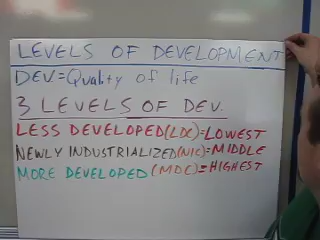 LEVELS OF DEVELOPMENT
DEV=Quality of life
3 LEVELS OF DEV.
LESS DEVELOPED(LDC)=LOWEST
NEWLY INDUSTRIALIZED(NIC)=MIDDLE
MORE DEVELOPED (MDC)=HIGHEST